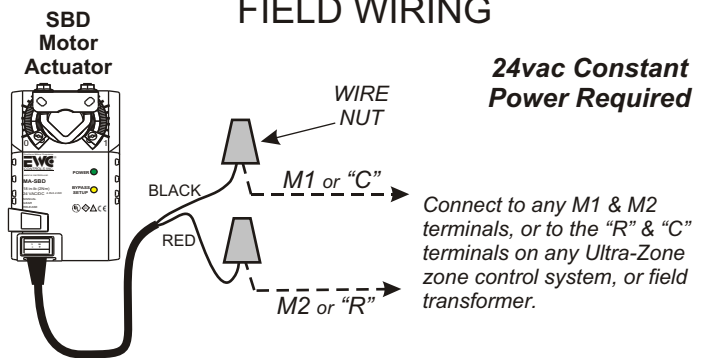 FIELD WIRING
SBD
Motor
Actuator
24vac Constant
Power Required
WIRE
NUT
0 1
EWC
POWER
MA-SBD
BYPASS
SETUP
BLACK
M1 or “C”
RED
M2 or “R”
Connect to any M1 & M2
terminals, or to the “R” & “C”
terminals on any Ultra-Zone
zone control system, or field
transformer.